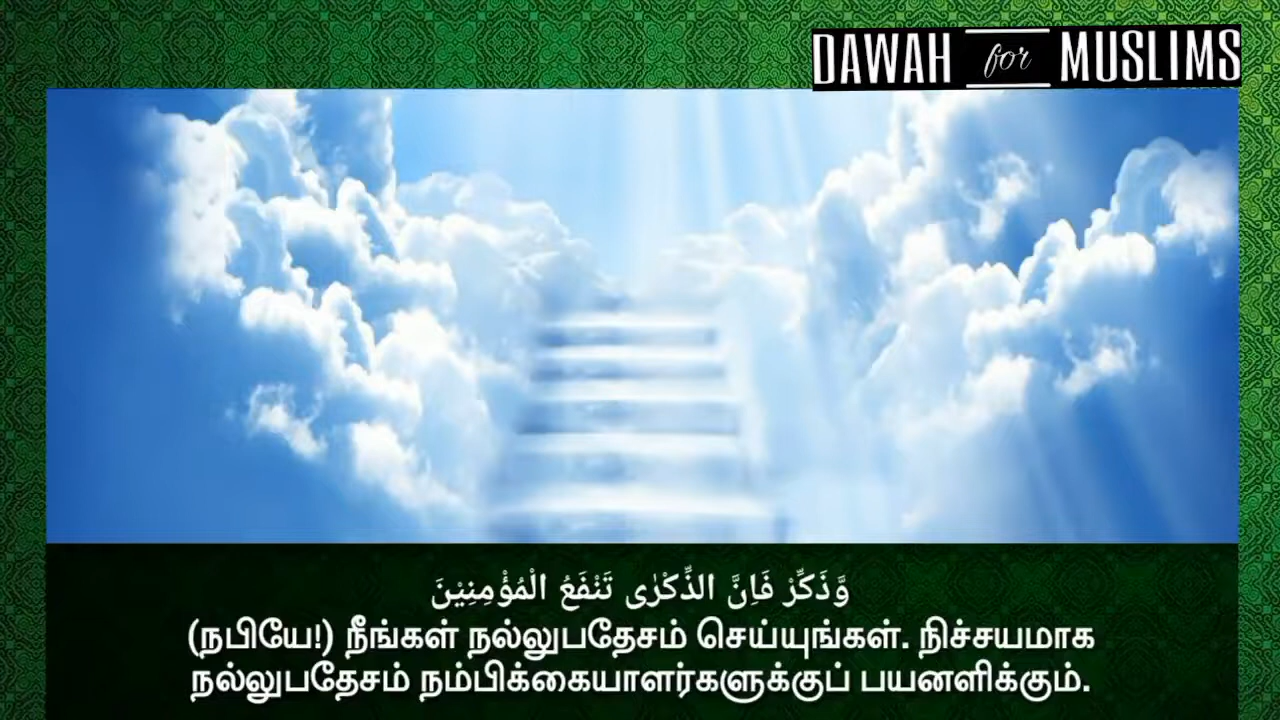 DAWAH for MUSLIMS
وَّذَكِّرْ فَاِنَّ الذِّكْرٰى تَنْفَعُ الْمُؤْمِنِيْنَ
(நபியே!) நீங்கள் நல்லுபதேசம் செய்யுங்கள். நிச்சயமாக
நல்லுபதேசம் நம்பிக்கையாளர்களுக்குப் பயனளிக்கும்.